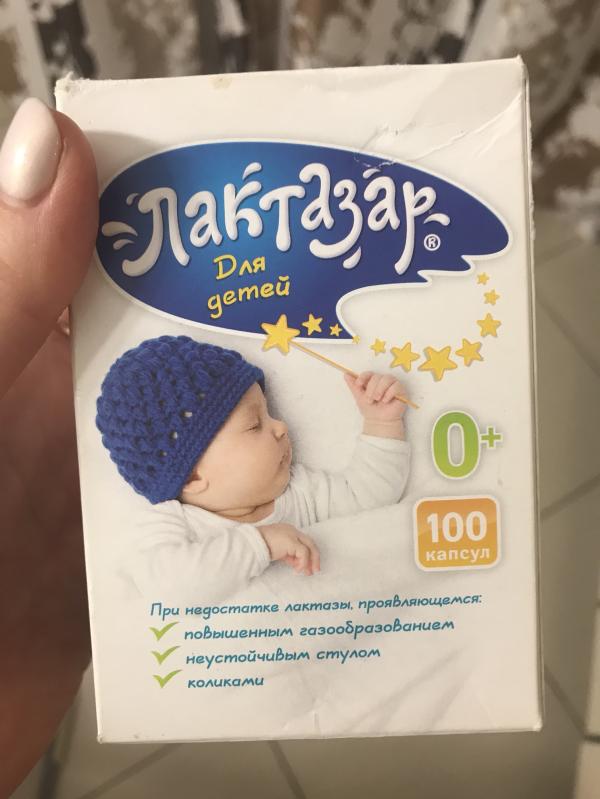 Лактазар®
Для
детей
0+
100
капсул
При недостатке лактазы, проявляющемся:
повышенным газообразованием
неустойчивым стулом
коликами